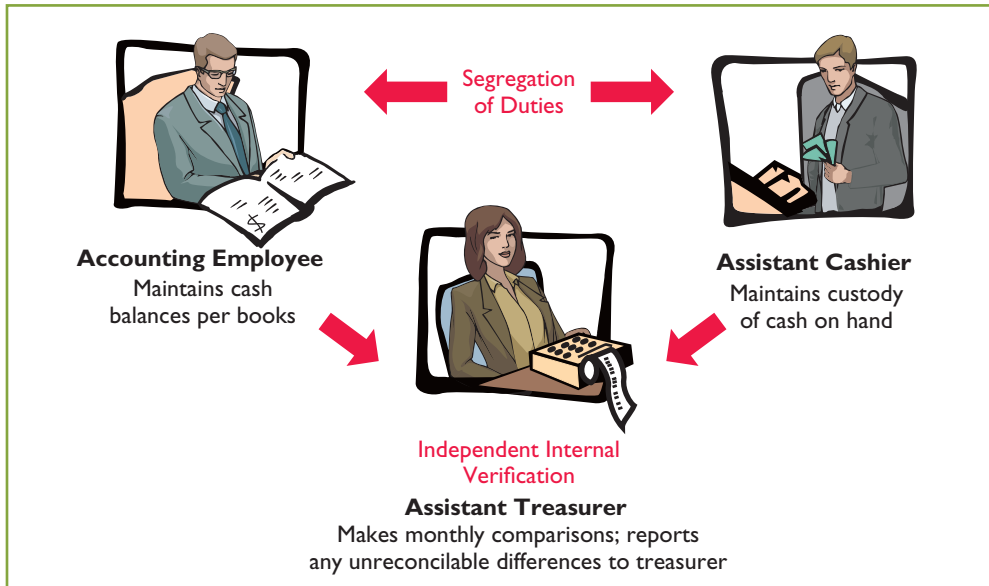 Segregation
of Duties
Accounting Employee
Maintains cash
balances per books
Assistant Cashier
Maintains custody
of cash on hand
Independent Internal
Verification
Assistant Treasurer
Makes monthly comparisons; reports
any unreconcilable differences to treasurer